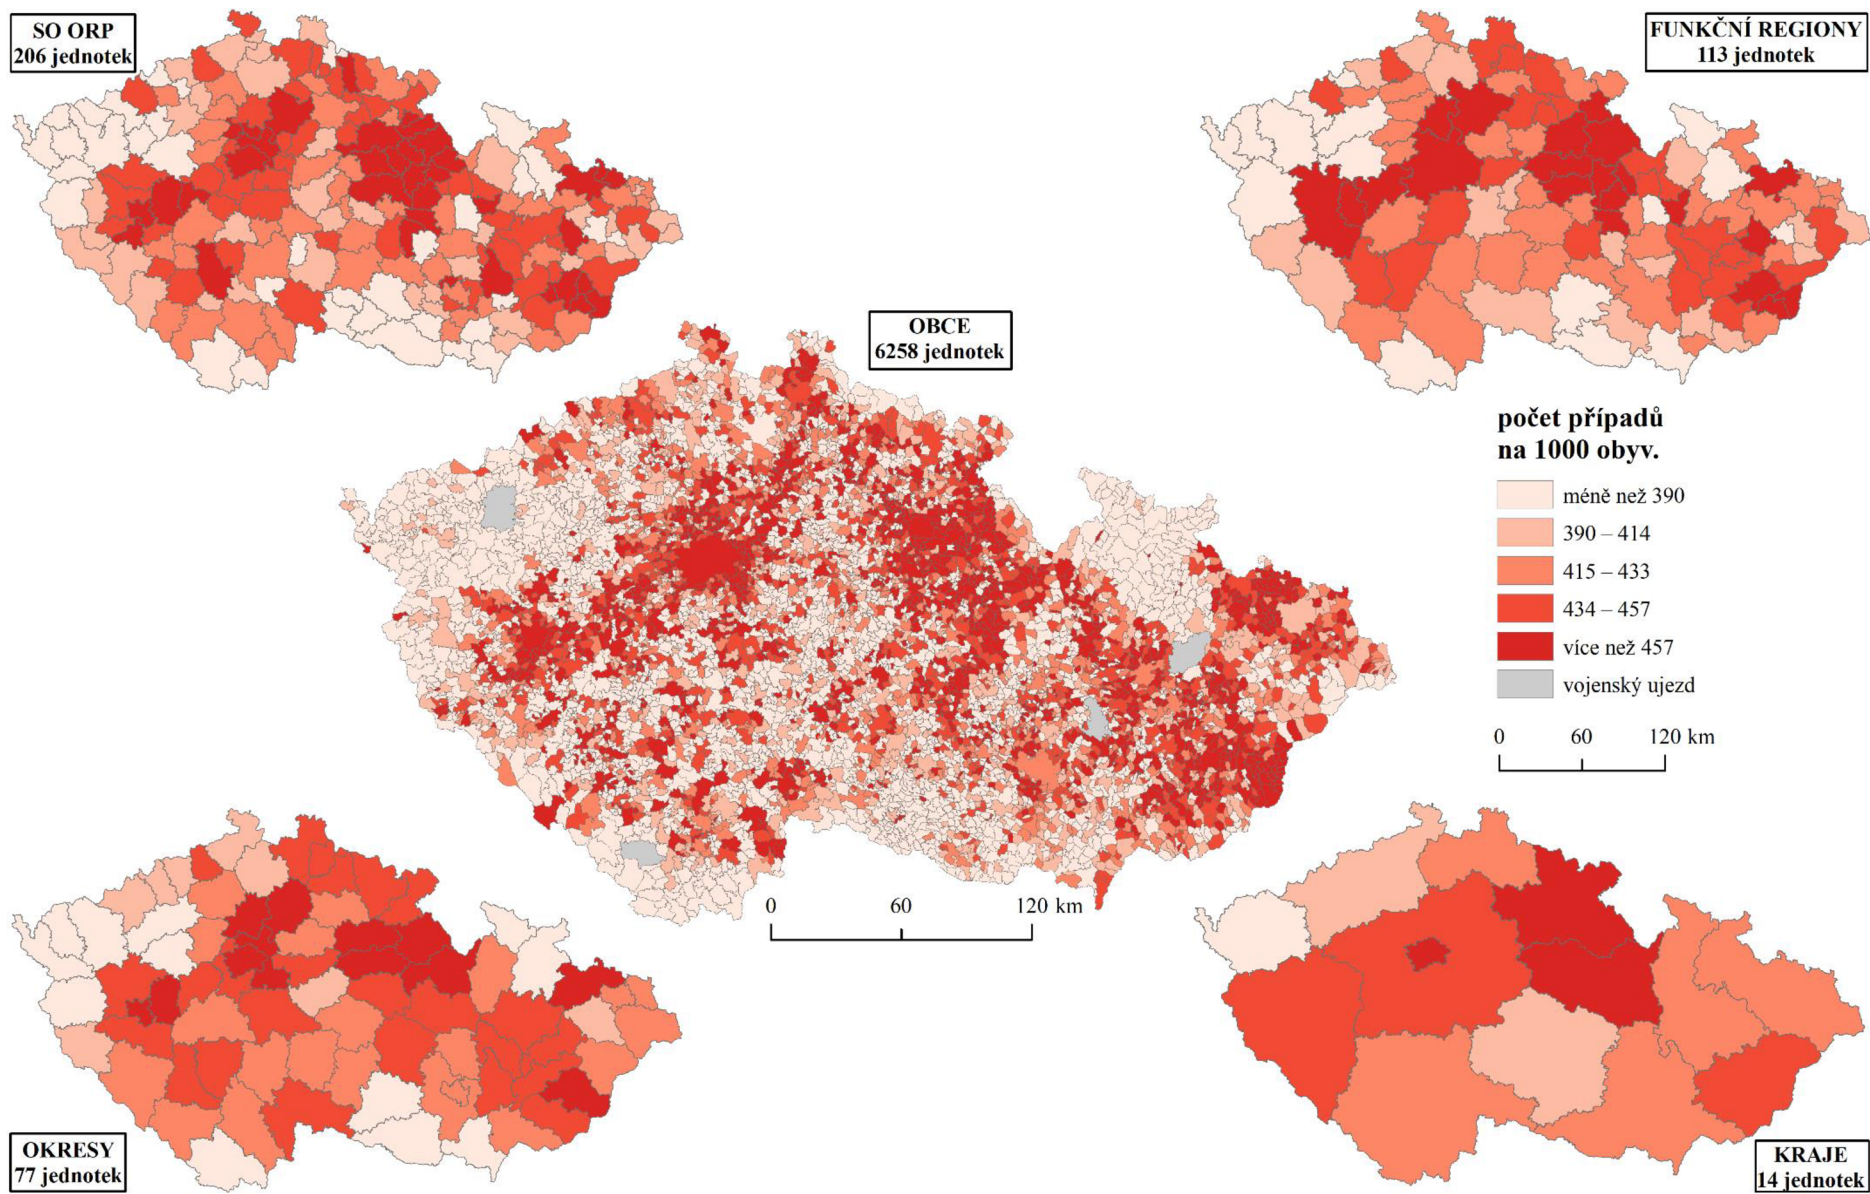 SO ORP
206 jednotek
FUNKČNÍ REGIONY
113 jednotek
OBCE
6258 jednotek
počet případů
na 1000 obyv.
méně než 390
390 – 414
415 – 433
434 – 457
více než 457
vojenský ujezd
0 60 120 km
0 60 120 km
OKRESY
77 jednotek
KRAJE
14 jednotek